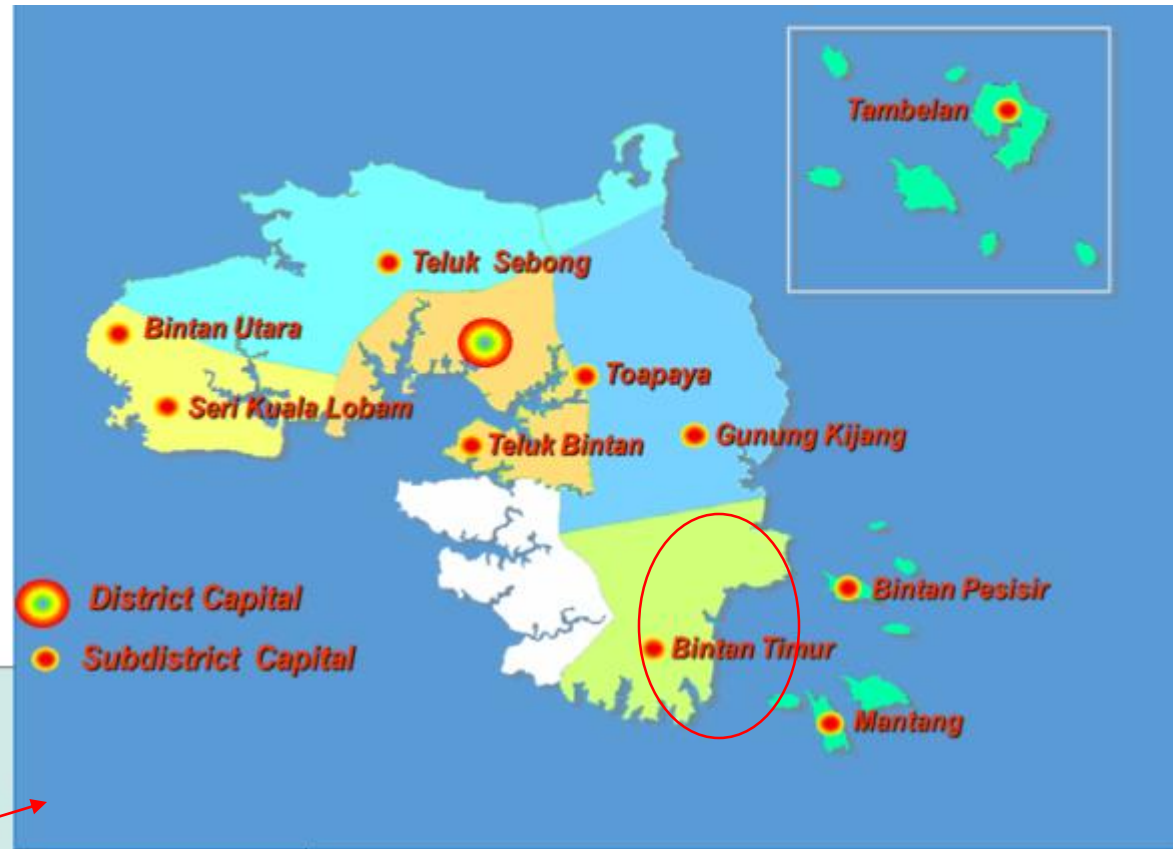 Tambelan
Teluk Sebong
Bintan Utara
Toapaya
Seri Kuala Lobam
Gunung Kijang
Teluk Bintan
Bintan Pesisir
District Capital
Bintan Timur
Subdistrict Capital
Mantang